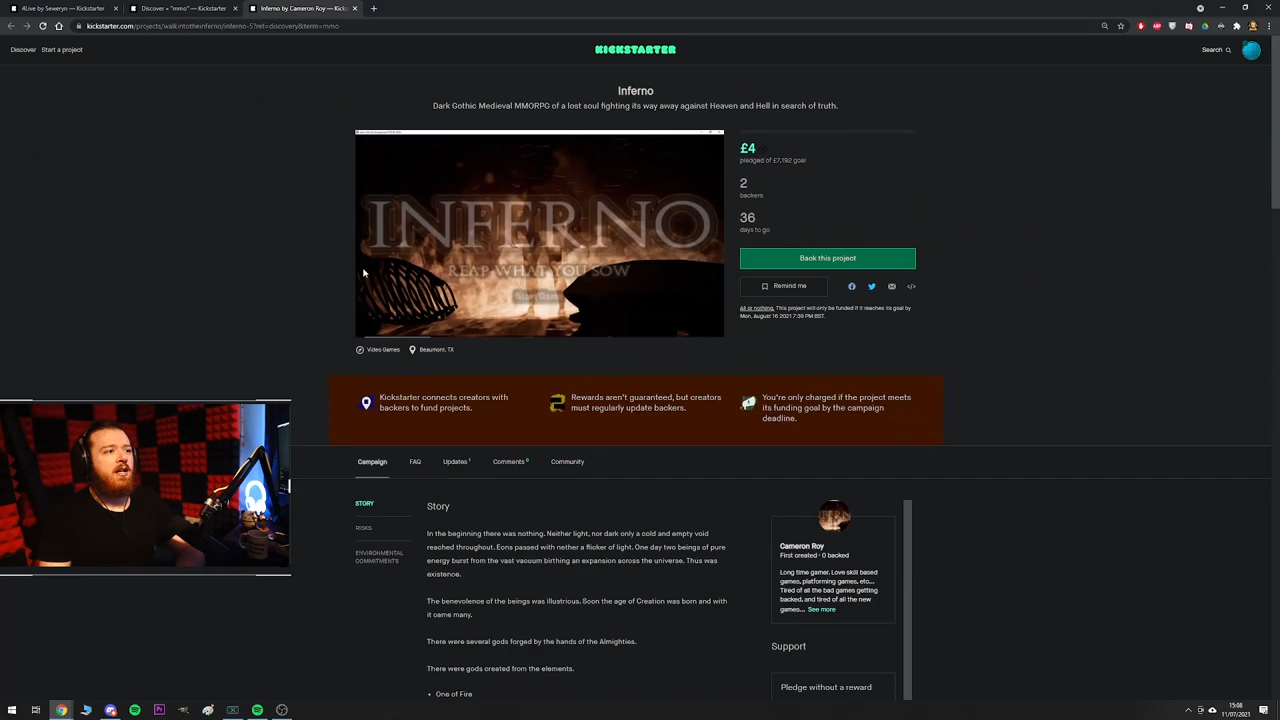 4Live by Seweryn — Kickstarter
Discover » "mmo" — Kickstarter
Inferno by Cameron Roy — Kicks
kickstarter.com/projects/walkintotheinferno/inferno-5?ref=discovery&term=mmo
Discover
Start a project
KICKSTARTER
Search
Inferno
Dark Gothic Medieval MMORPG of a lost soul fighting its way away against Heaven and Hell in search of truth.
INFERNO
REAP WHAT YOU SOW
£4
pledged of £7,192 goal
2
backers
36
days to go
Back this project
Remind me
All or nothing. This project will only be funded if it reaches its goal by
Mon, August 16 2021 7:39 PM BST.
Video Games
Beaumont, TX
Kickstarter connects creators with
backers to fund projects.
Rewards aren't guaranteed, but creators
must regularly update backers.
You're only charged if the project meets
its funding goal by the campaign
deadline.
Campaign
FAQ
Updates 1
Comments 0
Community
STORY
RISKS
ENVIRONMENTAL
COMMITMENTS
Story
In the beginning there was nothing. Neither light, nor dark only a cold and empty void
reached throughout. Eons passed with nether a flicker of light. One day two beings of pure
energy burst from the vast vacuum birthing an expansion across the universe. Thus was
existence.
The benevolence of the beings was illustrious. Soon the age of Creation was born and with
it came many.
There were several gods forged by the hands of the Almighties.
There were gods created from the elements.
• One of Fire
Cameron Roy
First created · 0 backed
Long time gamer. Love skill based
games, platforming games, etc...
Tired of all the bad games getting
backed, and tired of all the new
games... See more
Support
Pledge without a reward
15:08
11/07/2021